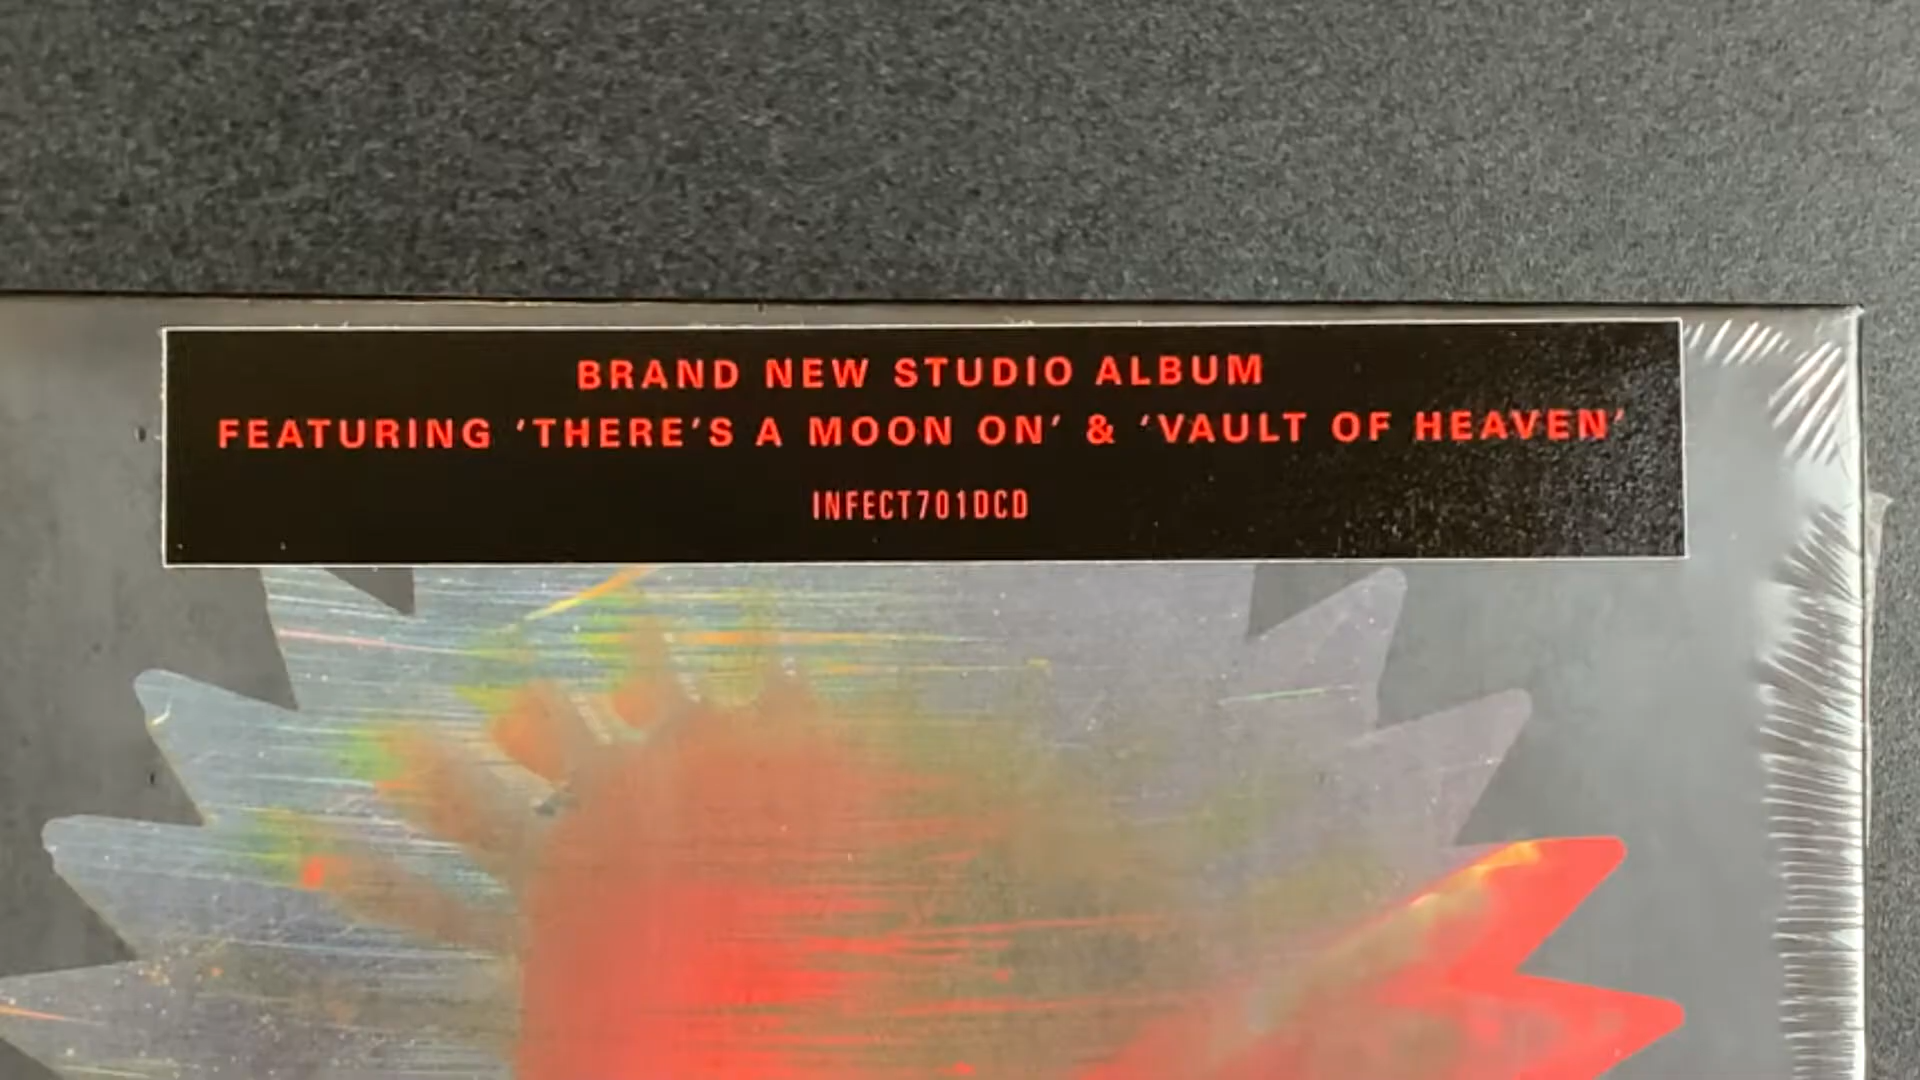 BRAND NEW STUDIO ALBUM
FEATURING ‘THERE’S A MOON ON’ & ‘VAULT OF HEAVEN’
INFECT701DCD